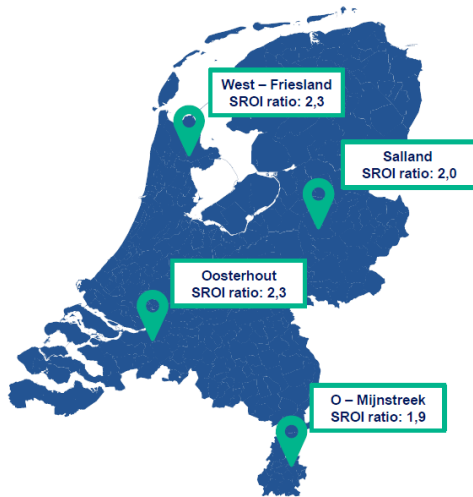 West – Friesland
SROI ratio: 2,3
Salland
SROI ratio: 2,0
Oosterhout
SROI ratio: 2,3
O – Mijnstreek
SROI ratio: 1,9